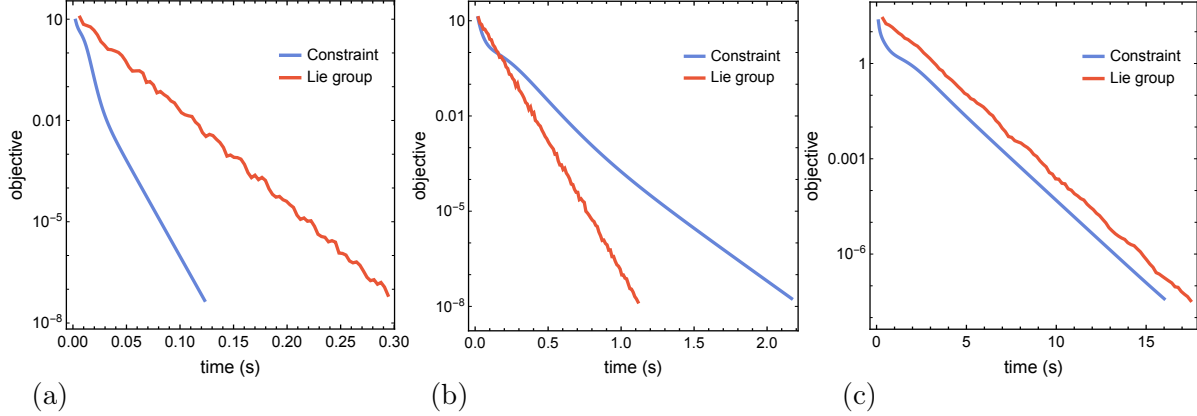 10
0.01
10^-5
10^-8
objective
0.00 0.05 0.10 0.15 0.20 0.25 0.30
time (s)
Constraint
Lie group
(a)
10
0.01
10^-5
10^-8
objective
0.0 0.5 1.0 1.5 2.0
time (s)
Constraint
Lie group
(b)
1
0.001
10^-6
objective
0 5 10 15
time (s)
Constraint
Lie group
(c)